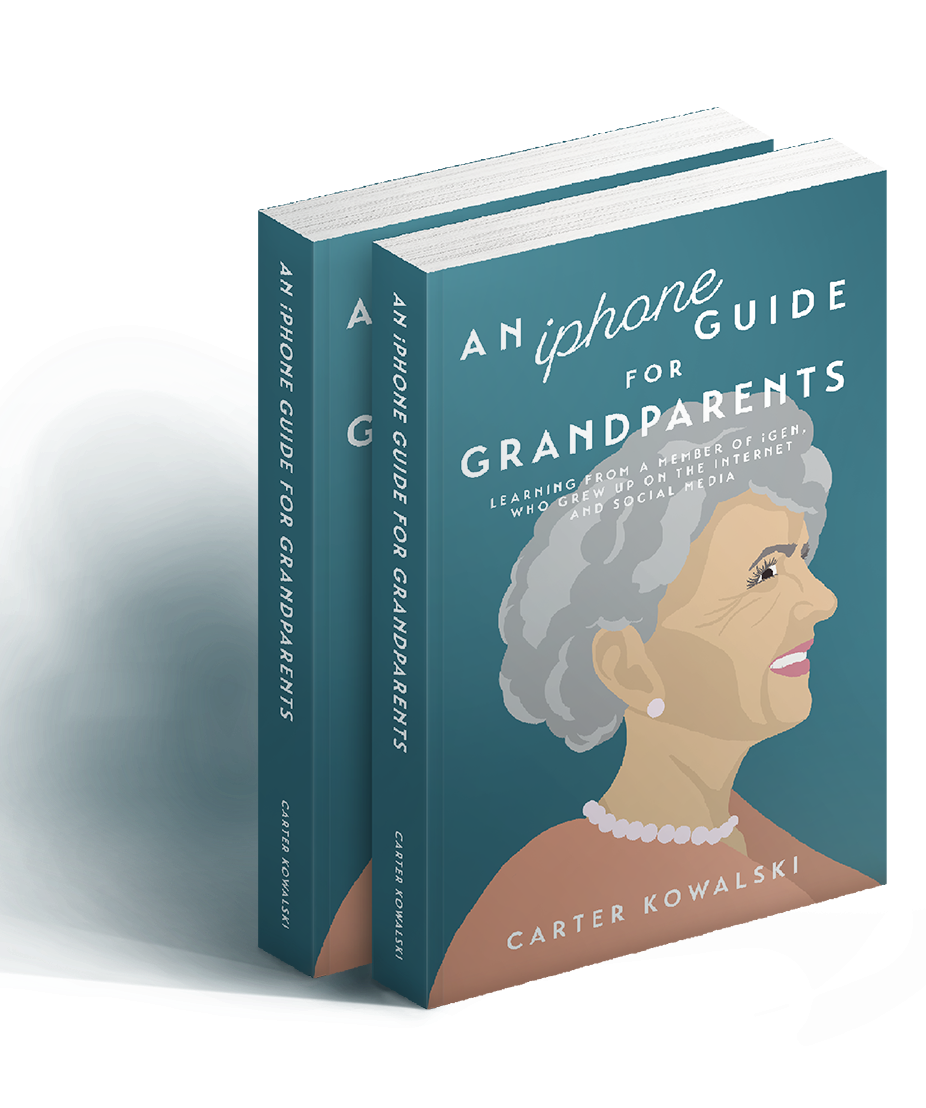 AN iPHONE GUIDE FOR GRANDPARENTS
CARTER KOWALSKI
A
G
AN iPHONE GUIDE FOR GRANDPARENTS
CARTER KOWALSKI
AN iphone GUIDE
FOR
GRANDPARENTS
LEARNING FROM A MEMBER OF iGEN,
WHO GREW UP ON THE INTERNET
AND SOCIAL MEDIA
CARTER KOWALSKI